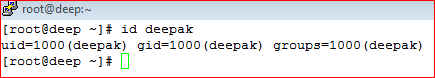 root@deep:~
[root@deep ~]# id deepak
uid=1000(deepak) gid=1000(deepak) groups=1000(deepak)
[root@deep ~]#